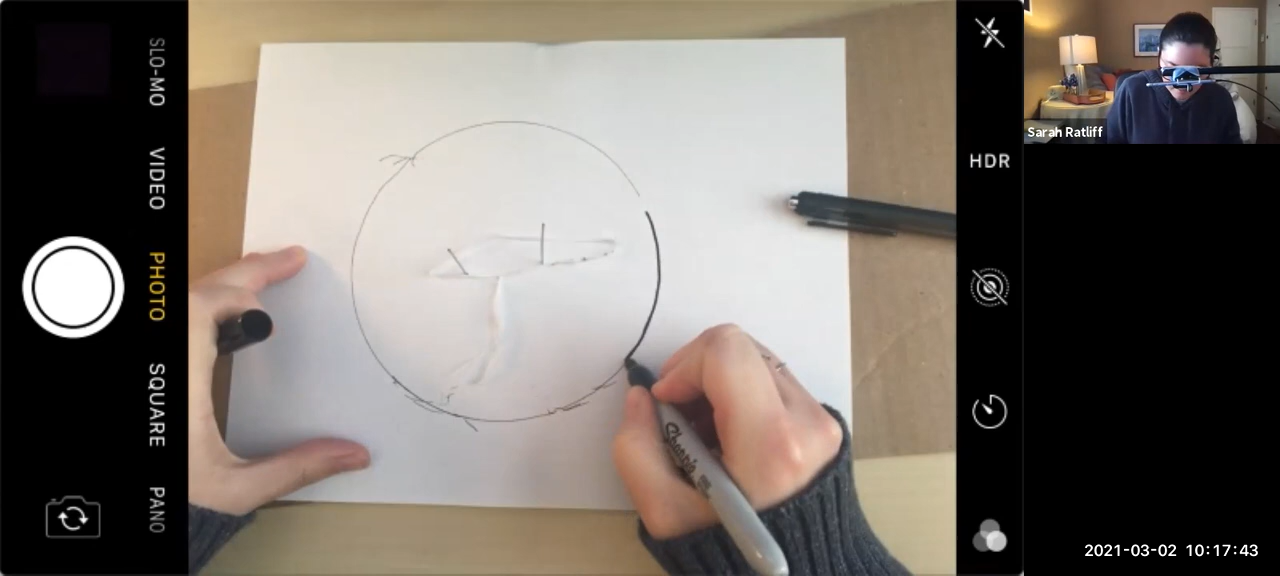 SLO-MO
VIDEO
PHOTO
SQUARE
PANO
Sharpie
HDR
Sarah Ratliff
2021-03-02 10:17:43